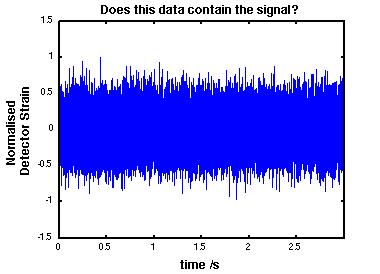 Does this data contain the signal?
1.5
1
0.5
0
-0.5
-1
-1.5
Normalised
Detector Strain
0 0.5 1 1.5 2 2.5
time /s